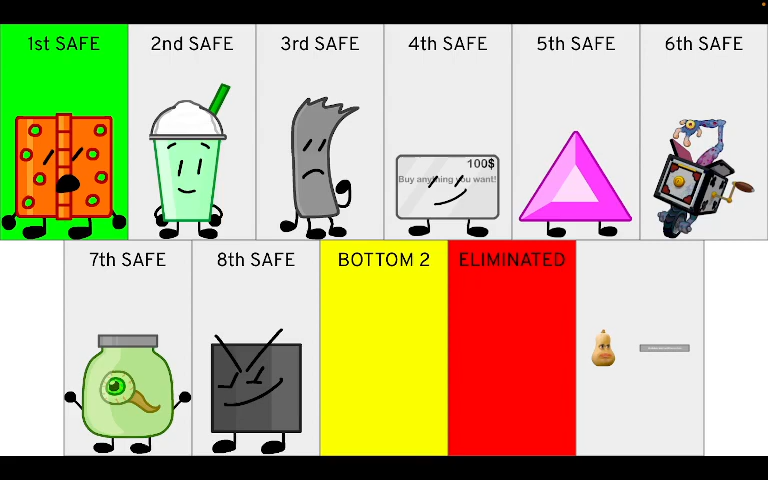 1st SAFE
2nd SAFE
3rd SAFE
4th SAFE
5th SAFE
6th SAFE
100$
Buy anything you want!
7th SAFE
8th SAFE
BOTTOM 2
ELIMINATED